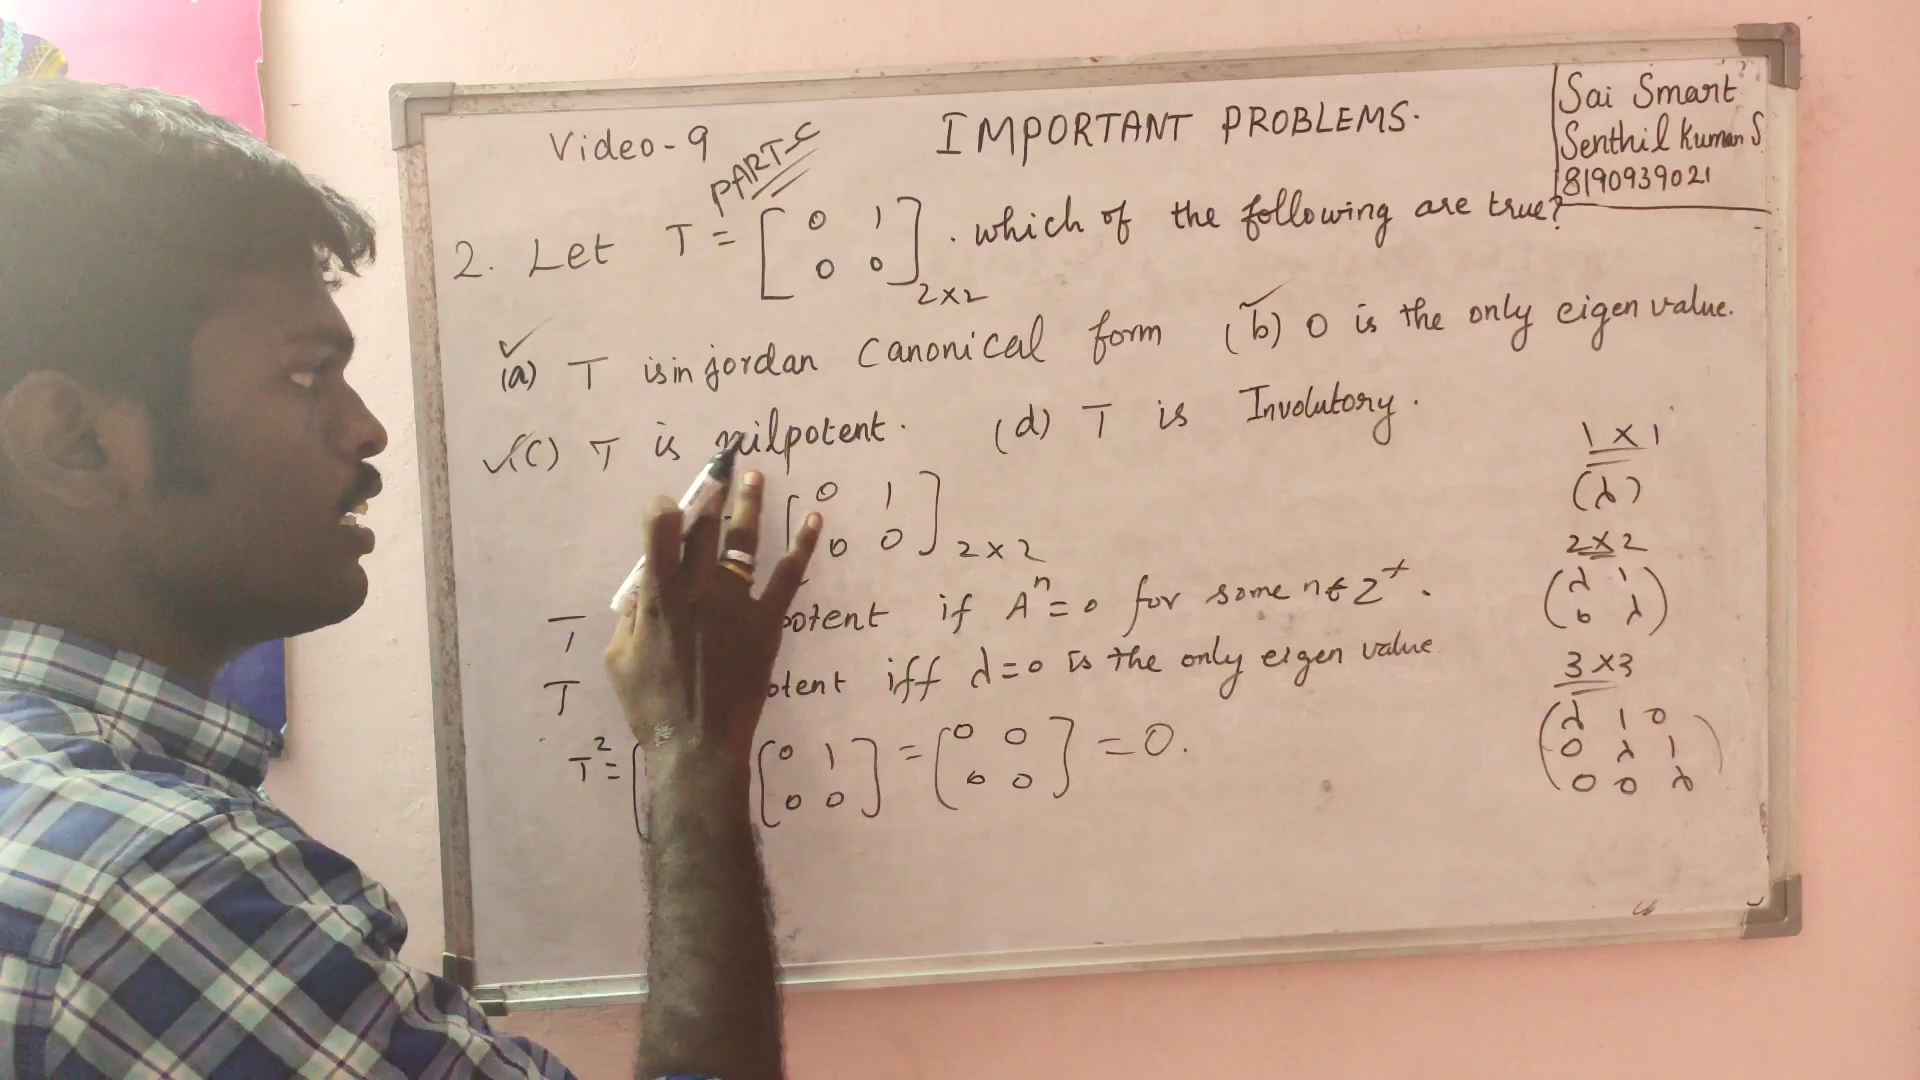 Video-9
PART-C
IMPORTANT PROBLEMS.
Sai Smart
Senthil Kumar S
8190939021
2. Let T = [0 1
0 0] 2x2 . which of the following are true?
✓(a) T is in jordan canonical form ✓(b) 0 is the only eigen value.
✓(c) T is nilpotent. (d) T is Involutory.
[0 1
0 0] 2x2
T potent if Aⁿ = 0 for some n∈Z⁺.
T otent iff λ=0 is the only eigen value.
T² = [ [0 1
0 0] = [0 0
0 0] = 0.
1x1
(λ)
2x2
(λ 1
0 λ)
3x3
(λ 1 0
0 λ 1
0 0 λ)